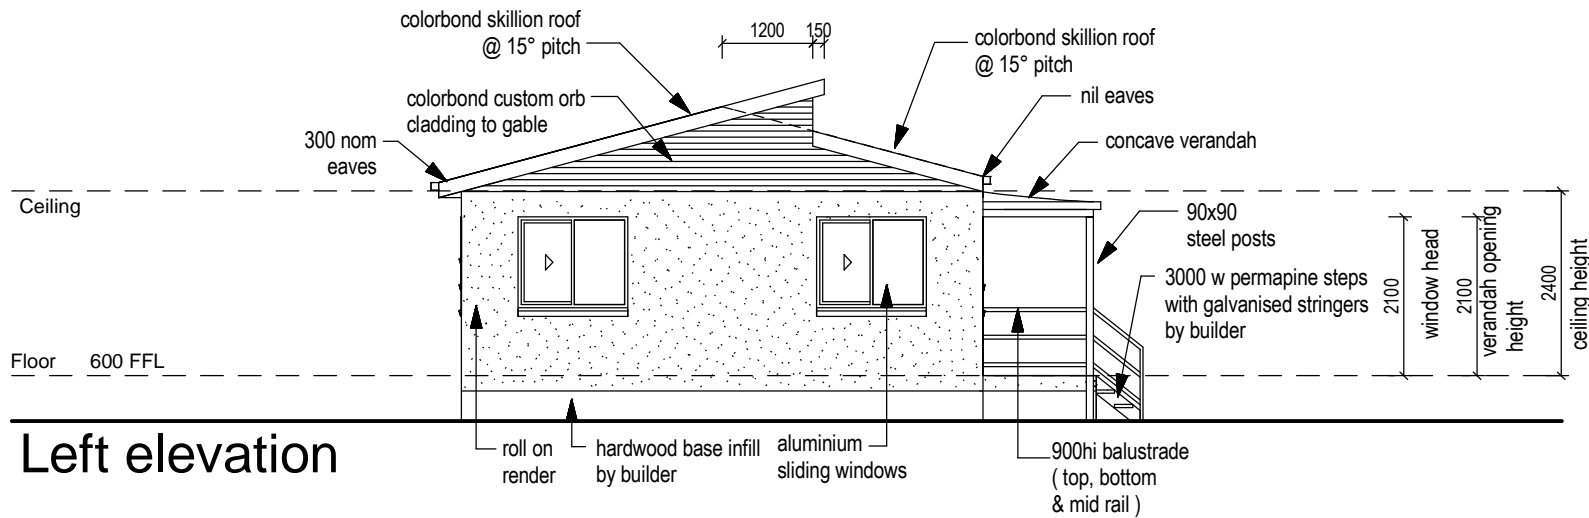 colorbond skillion roof
@ 15° pitch
1200
150
colorbond skillion roof
@ 15° pitch
colorbond custom orb
cladding to gable
nil eaves
300 nom
eaves
concave verandah
Ceiling
90x90
steel posts
3000 w permapine steps
with galvanised stringers
by builder
2100
window head
2100
verandah opening
height
2400
ceiling height
Floor 600 FFL
Left elevation
roll on
render
hardwood base infill
by builder
aluminium
sliding windows
900hi balustrade
( top, bottom
& mid rail )